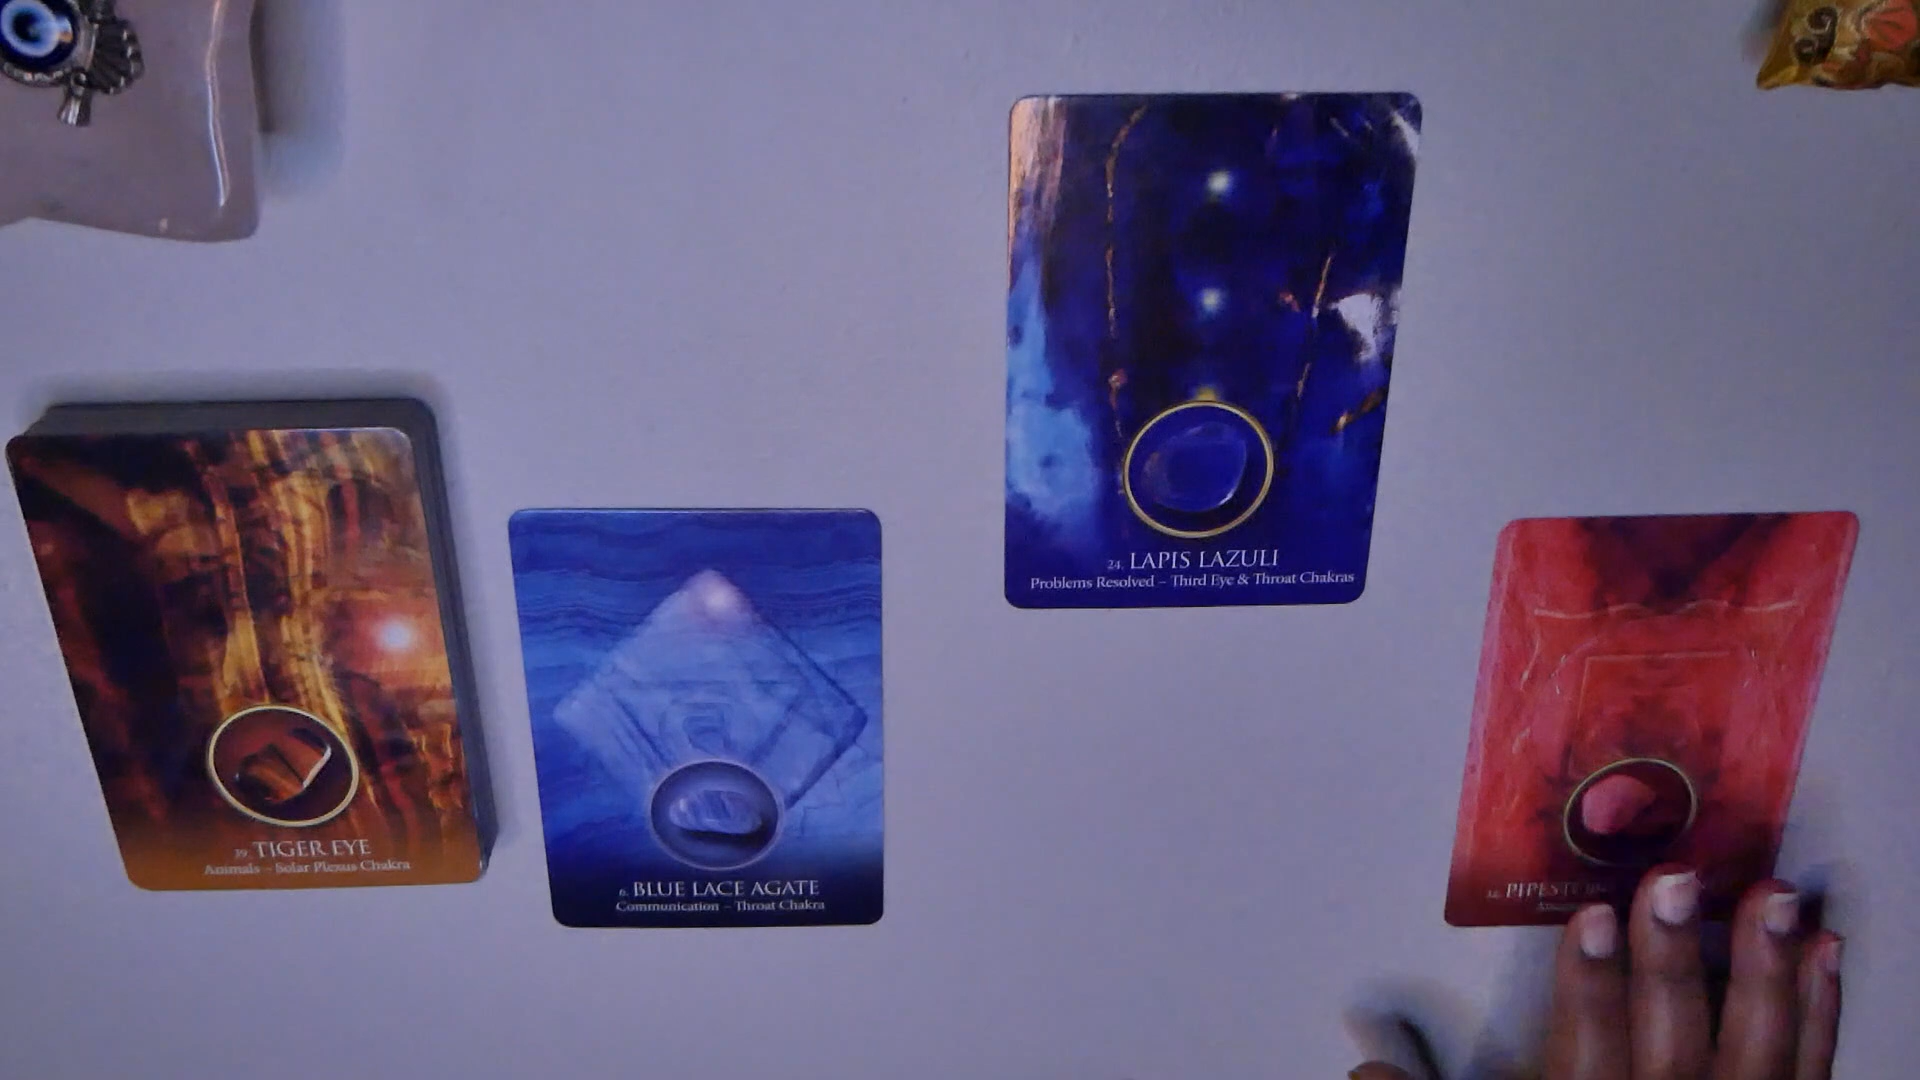 24. LAPIS LAZULI
Problems Resolved – Third Eye & Throat Chakras
39. TIGER EYE
Animals – Solar Plexus Chakra
6. BLUE LACE AGATE
Communication – Throat Chakra